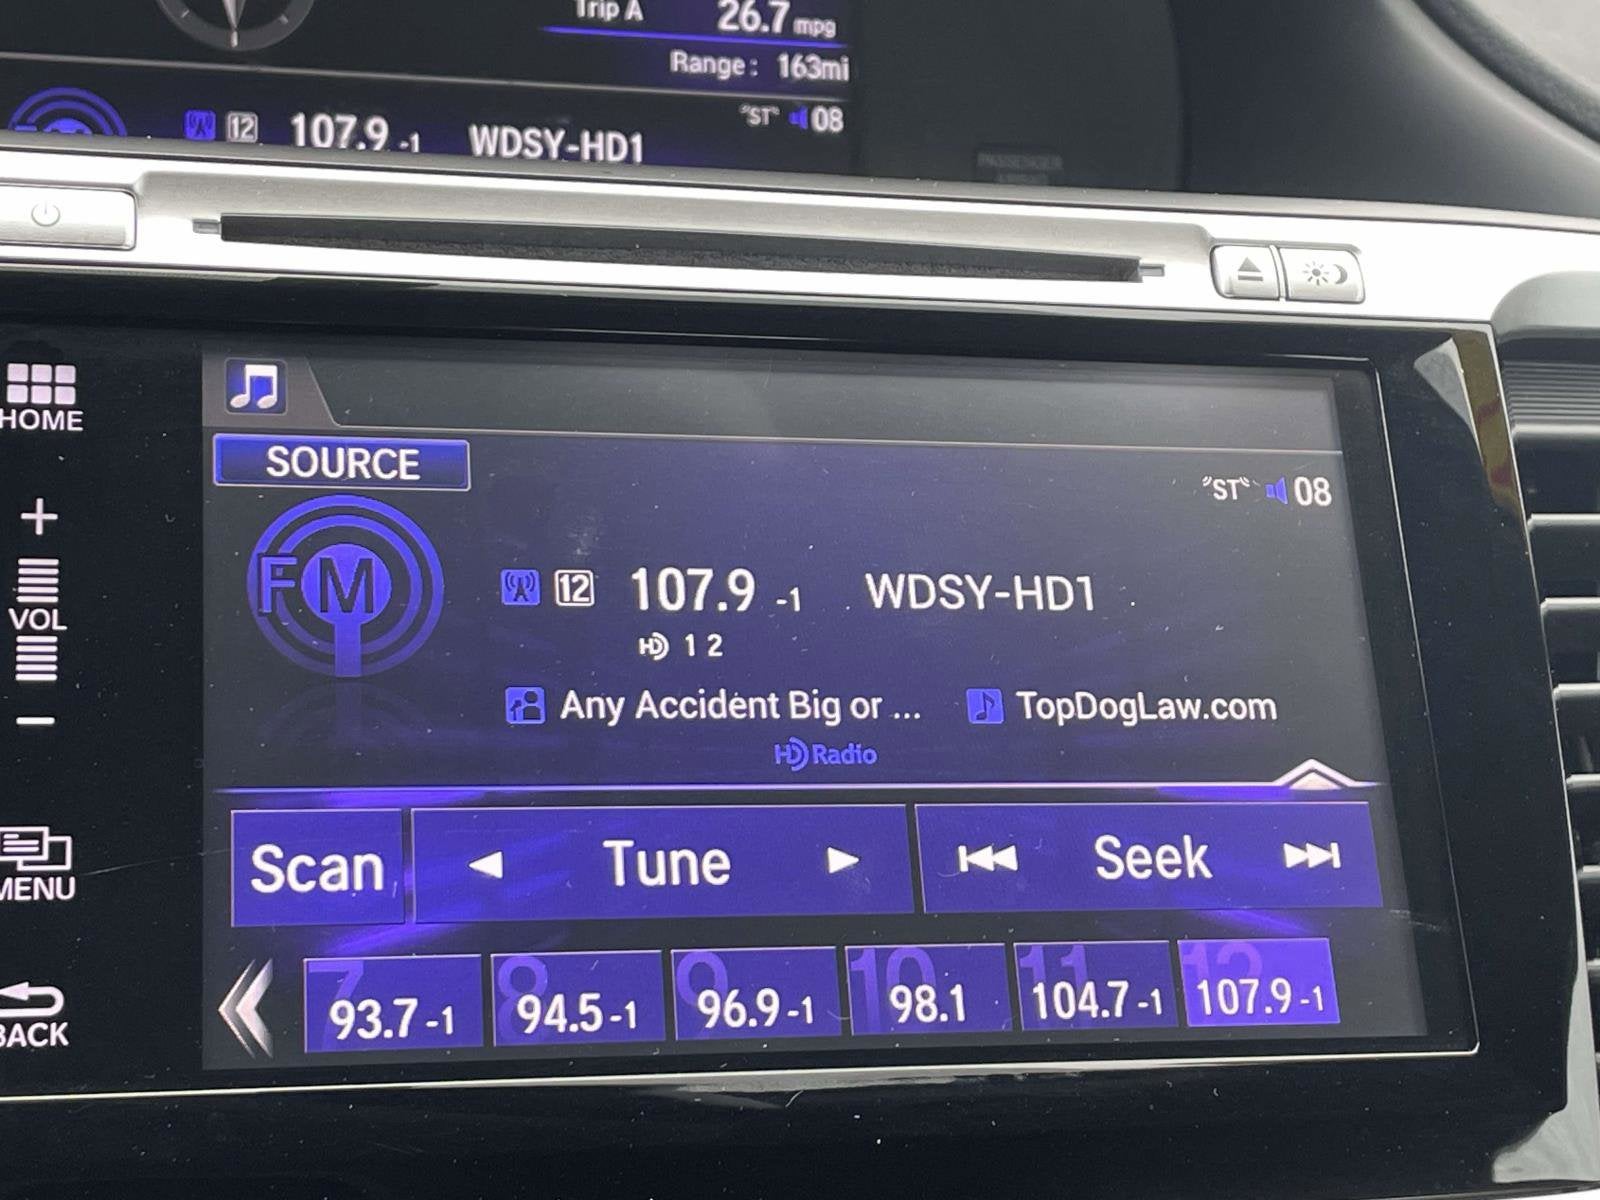 Trip A 26.7 mpg
Range: 163mi
"ST" 08
12 107.9 -1 WDSY-HD1
PASSENGER
HOME
SOURCE
"ST" 08
+
VOL
−
FM
12 107.9 -1 WDSY-HD1
HD 1 2
Any Accident Big or ... TopDogLaw.com
HD Radio
MENU
Scan Tune Seek
BACK
7 93.7-1 8 94.5-1 9 96.9-1 10 98.1 11 104.7-1 12 107.9-1